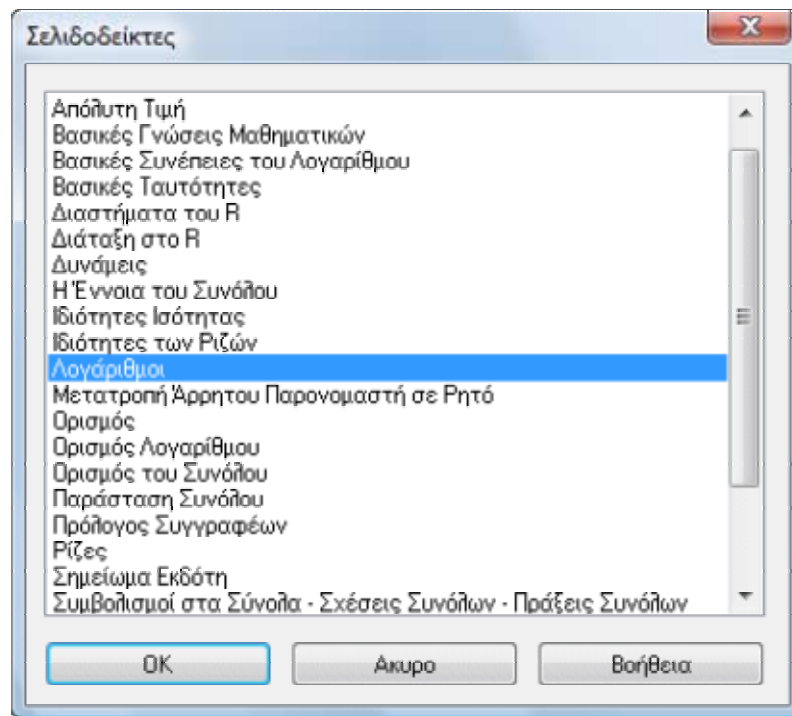 Σελιδοδείκτες
Απόλυτη Τιμή
Βασικές Γνώσεις Μαθηματικών
Βασικές Συνέπειες του Λογαρίθμου
Βασικές Ταυτότητες
Διαστήματα του R
Διάταξη στο R
Δυνάμεις
Η Έννοια του Συνόλου
Ιδιότητες Ισότητας
Ιδιότητες των Ριζών
Λογάριθμοι
Μετατροπή Άρρητου Παρονομαστή σε Ρητό
Ορισμός
Ορισμός Λογαρίθμου
Ορισμός του Συνόλου
Παράσταση Συνόλου
Πρόλογος Συγγραφέων
Ρίζες
Σημείωμα Εκδότη
Συμβολισμοί στα Σύνολα - Σχέσεις Συνόλων - Πράξεις Συνόλων
OK Ακυρο Βοήθεια